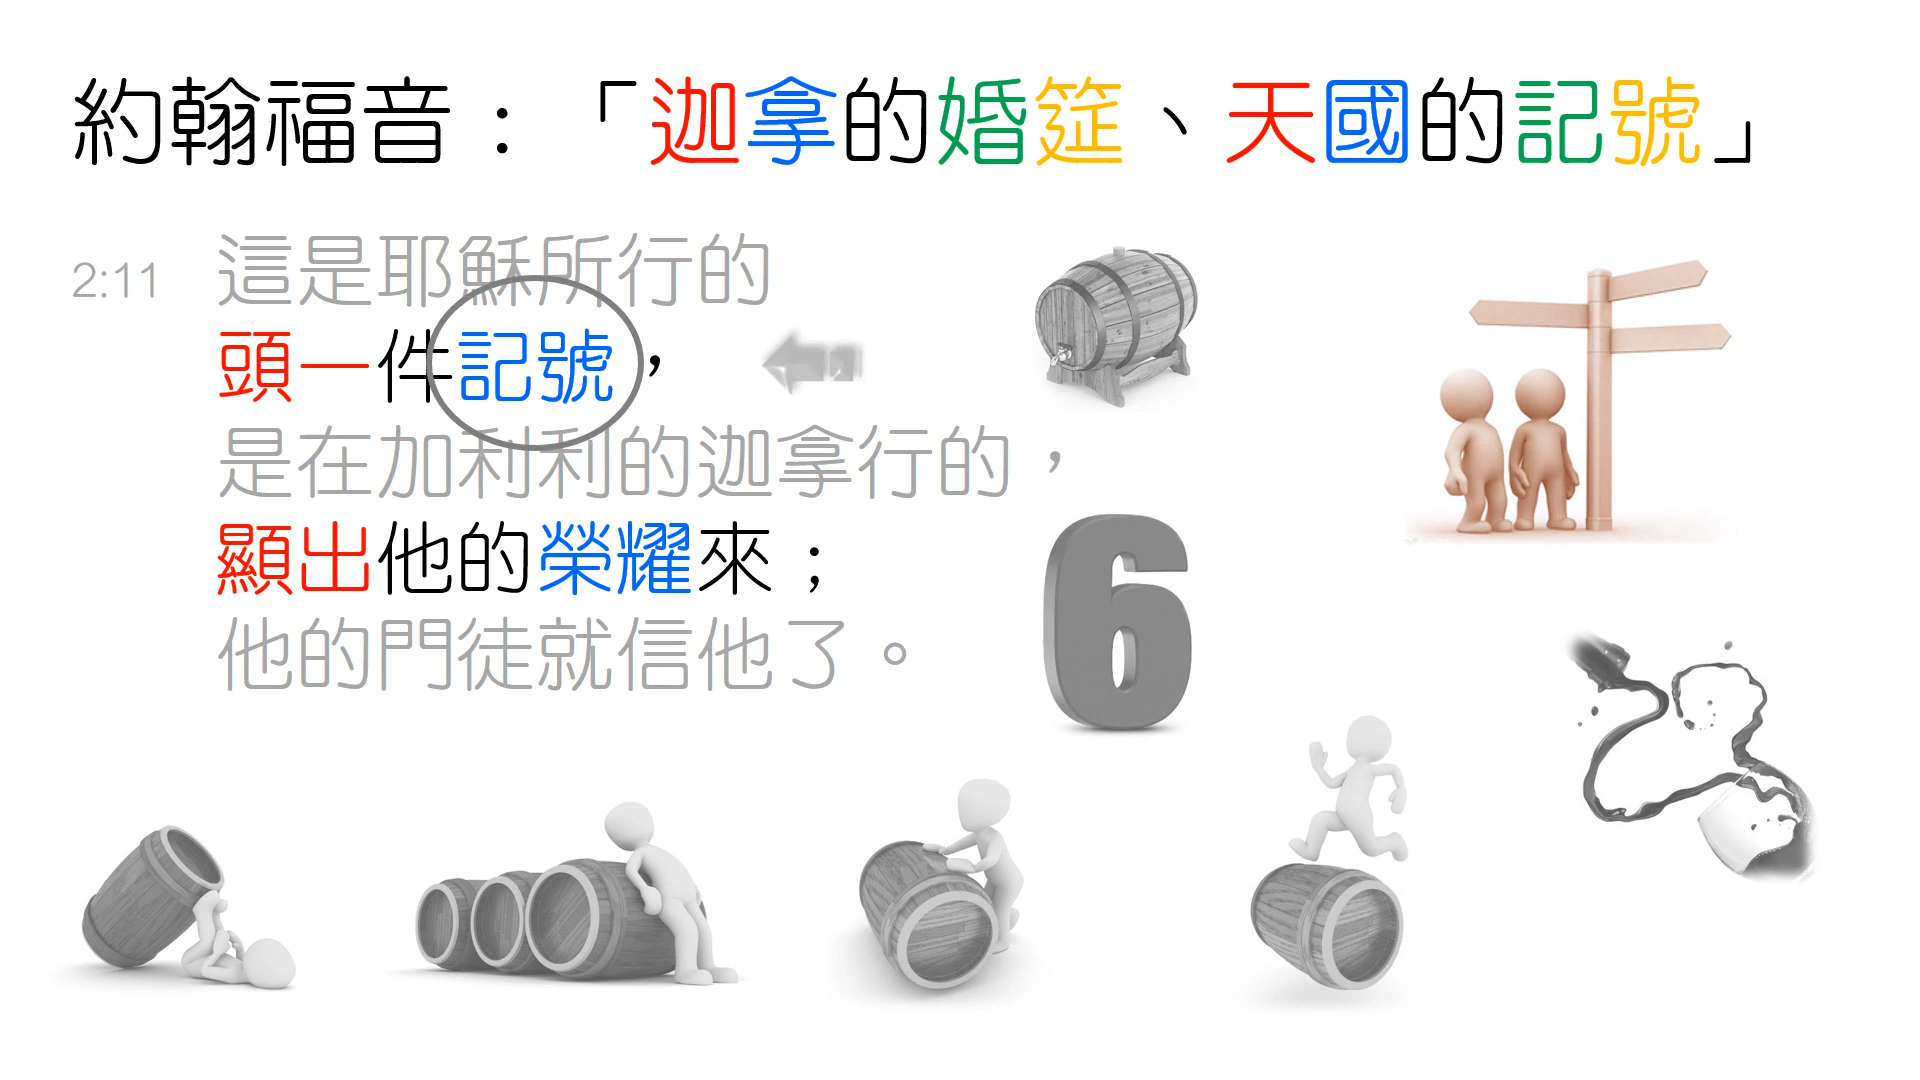 約翰福音：「迦拿的婚筵、天國的記號」
2:11 這是耶穌所行的
頭一件記號，
是在加利利的迦拿行的，
顯出他的榮耀來；
他的門徒就信他了。
6